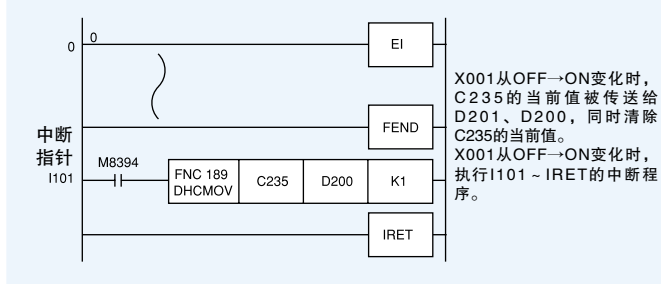 0
0
EI
FEND
中断
指针
I101
M8394
FNC 189
DHCMOV
C235
D200
K1
IRET
X001从OFF→ON变化时，
C235的当前值被传送给
D201、D200，同时清除
C235的当前值。
X001从OFF→ON变化时，
执行I101～IRET的中断程
序。